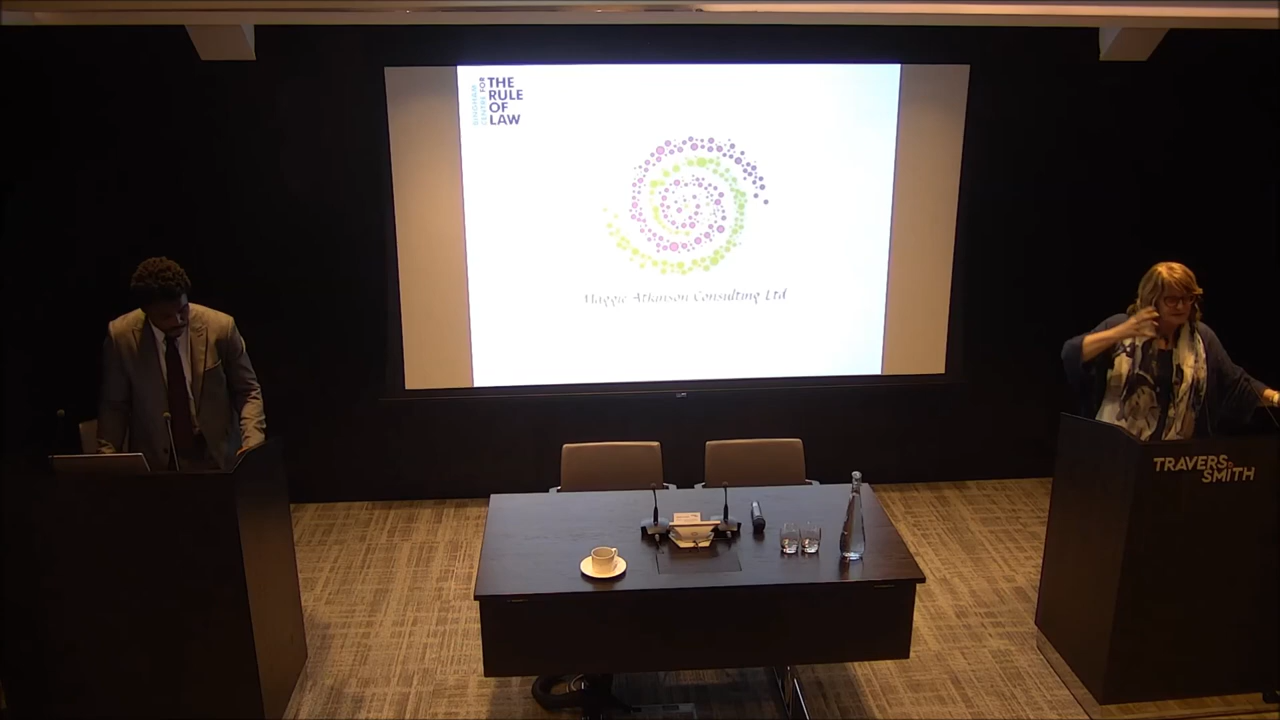 BINGHAM
CENTRE FOR
THE
RULE
OF
LAW
Maggie Atkinson Consulting Ltd
TRAVERS
SMITH